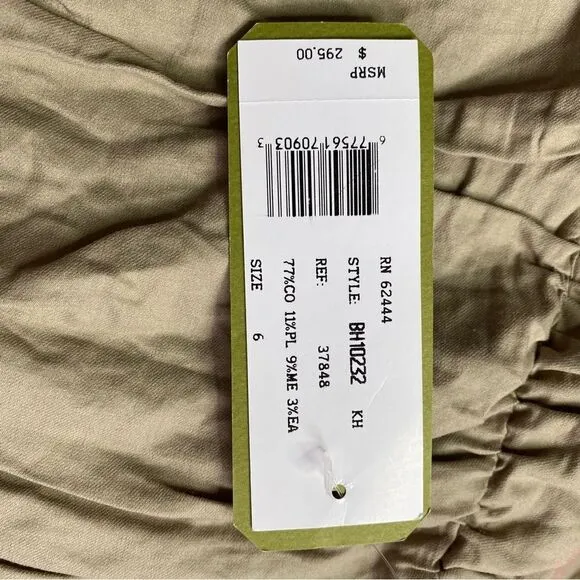 RN 62444
STYLE: BH10232 KH
REF: 37848
77%CO 11%PL 9%ME 3%EA
SIZE 6
6 77561 70903 3
MSRP
$ 295.00